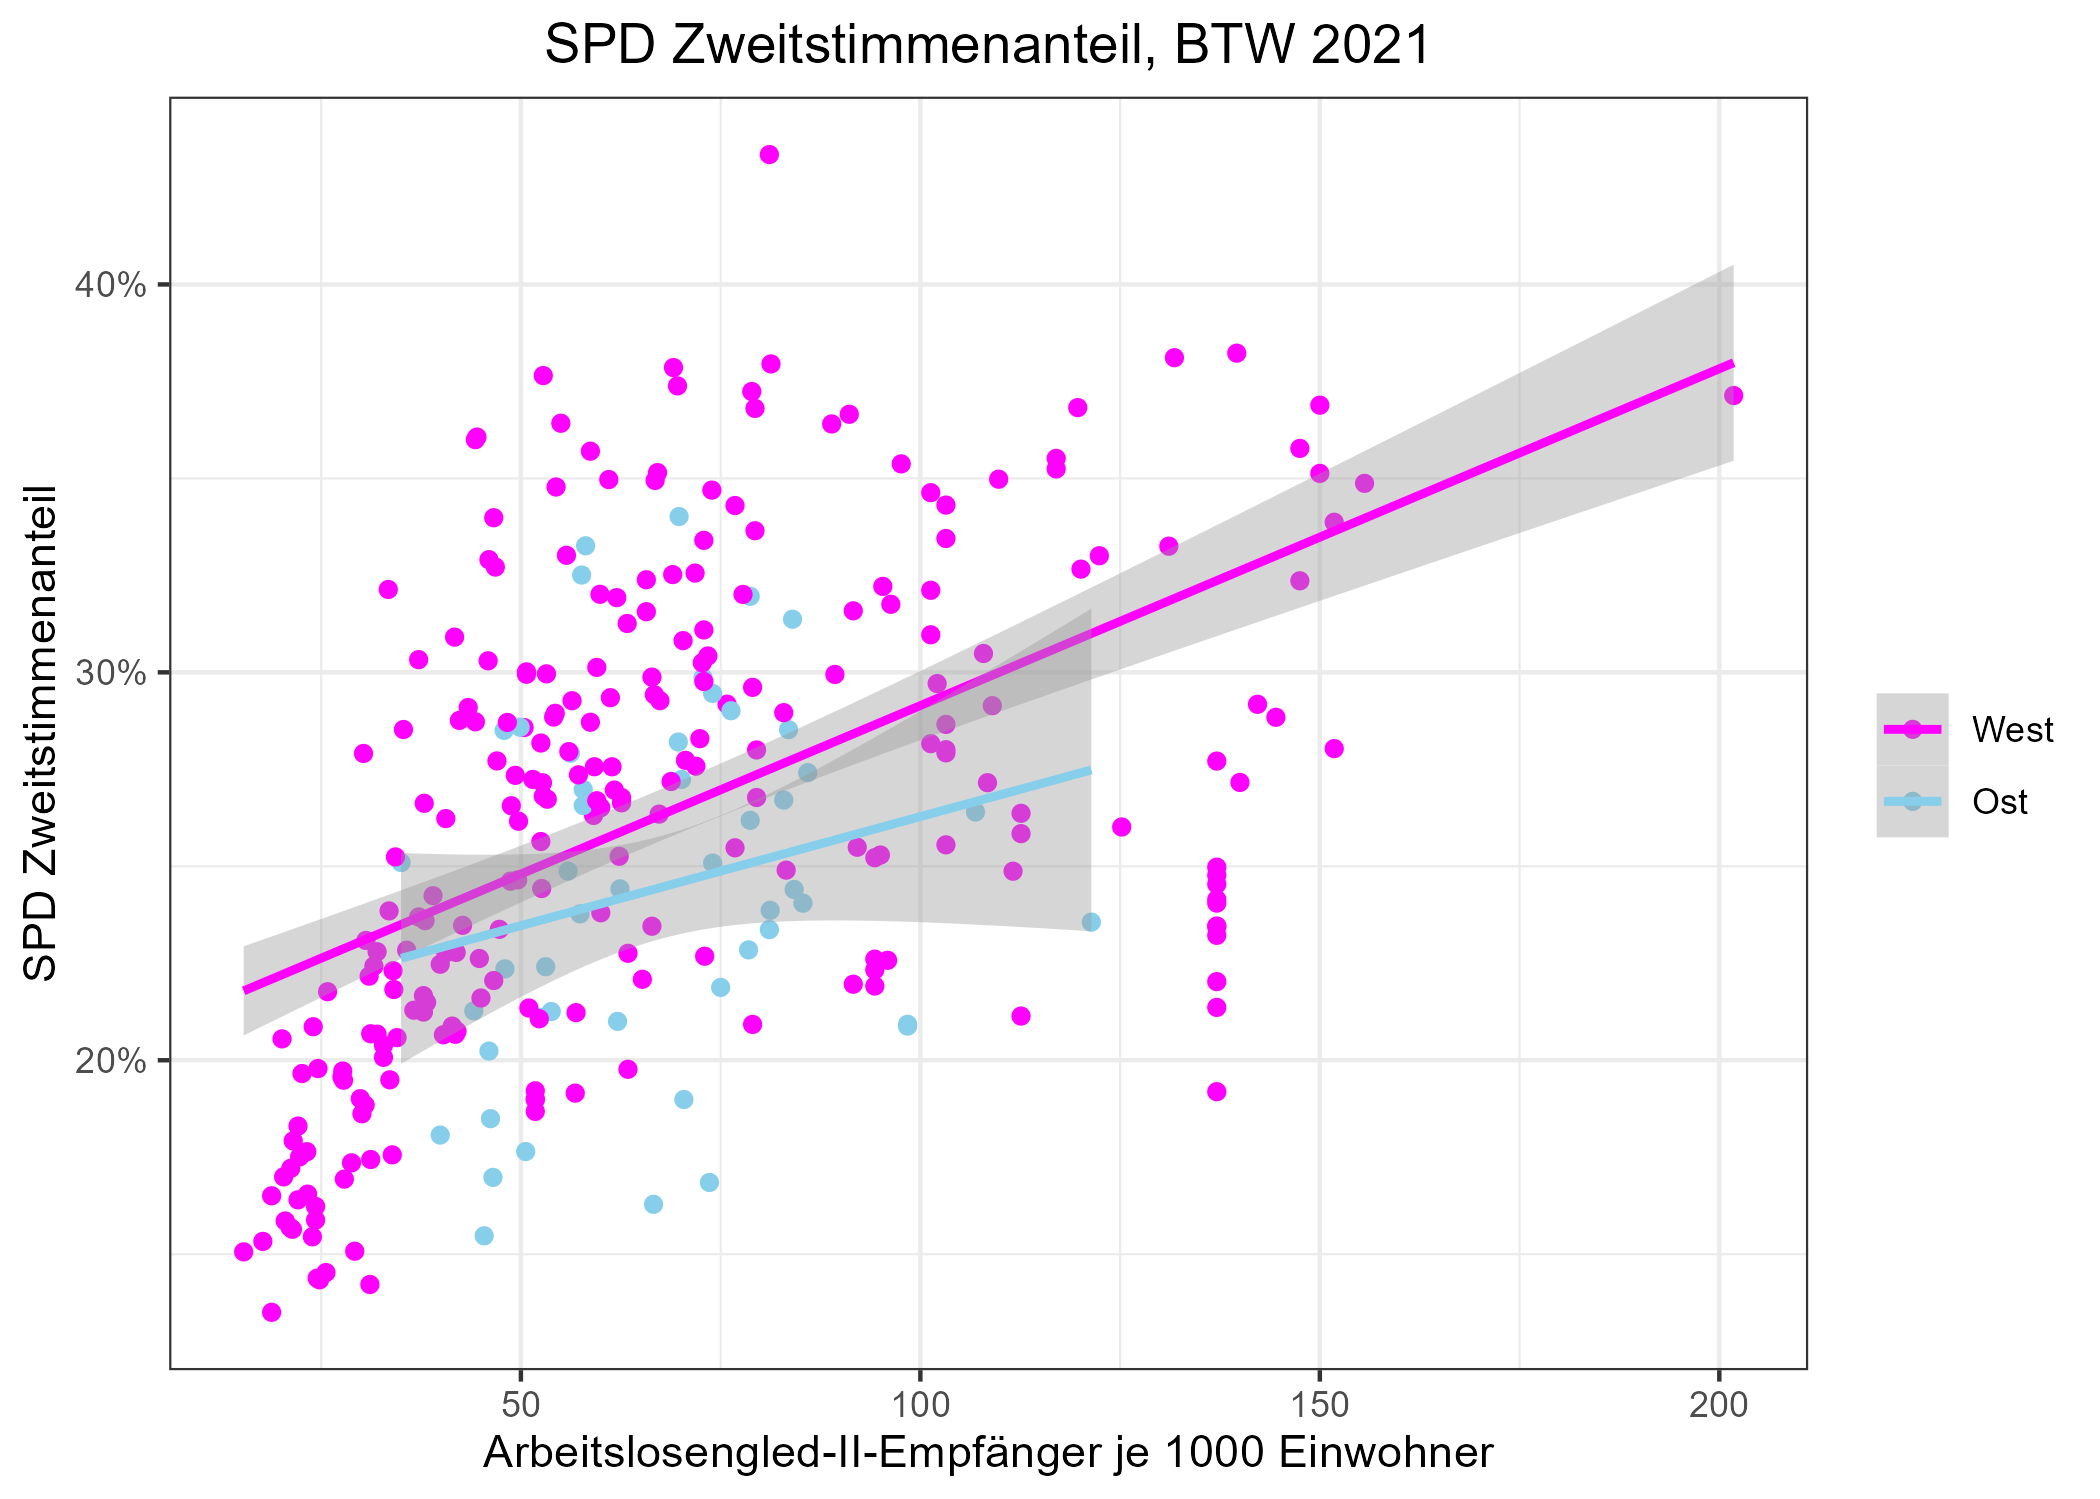 SPD Zweitstimmenanteil, BTW 2021
SPD Zweitstimmenanteil
40%
30%
20%
50 100 150 200
Arbeitslosengled-II-Empfänger je 1000 Einwohner
West
Ost